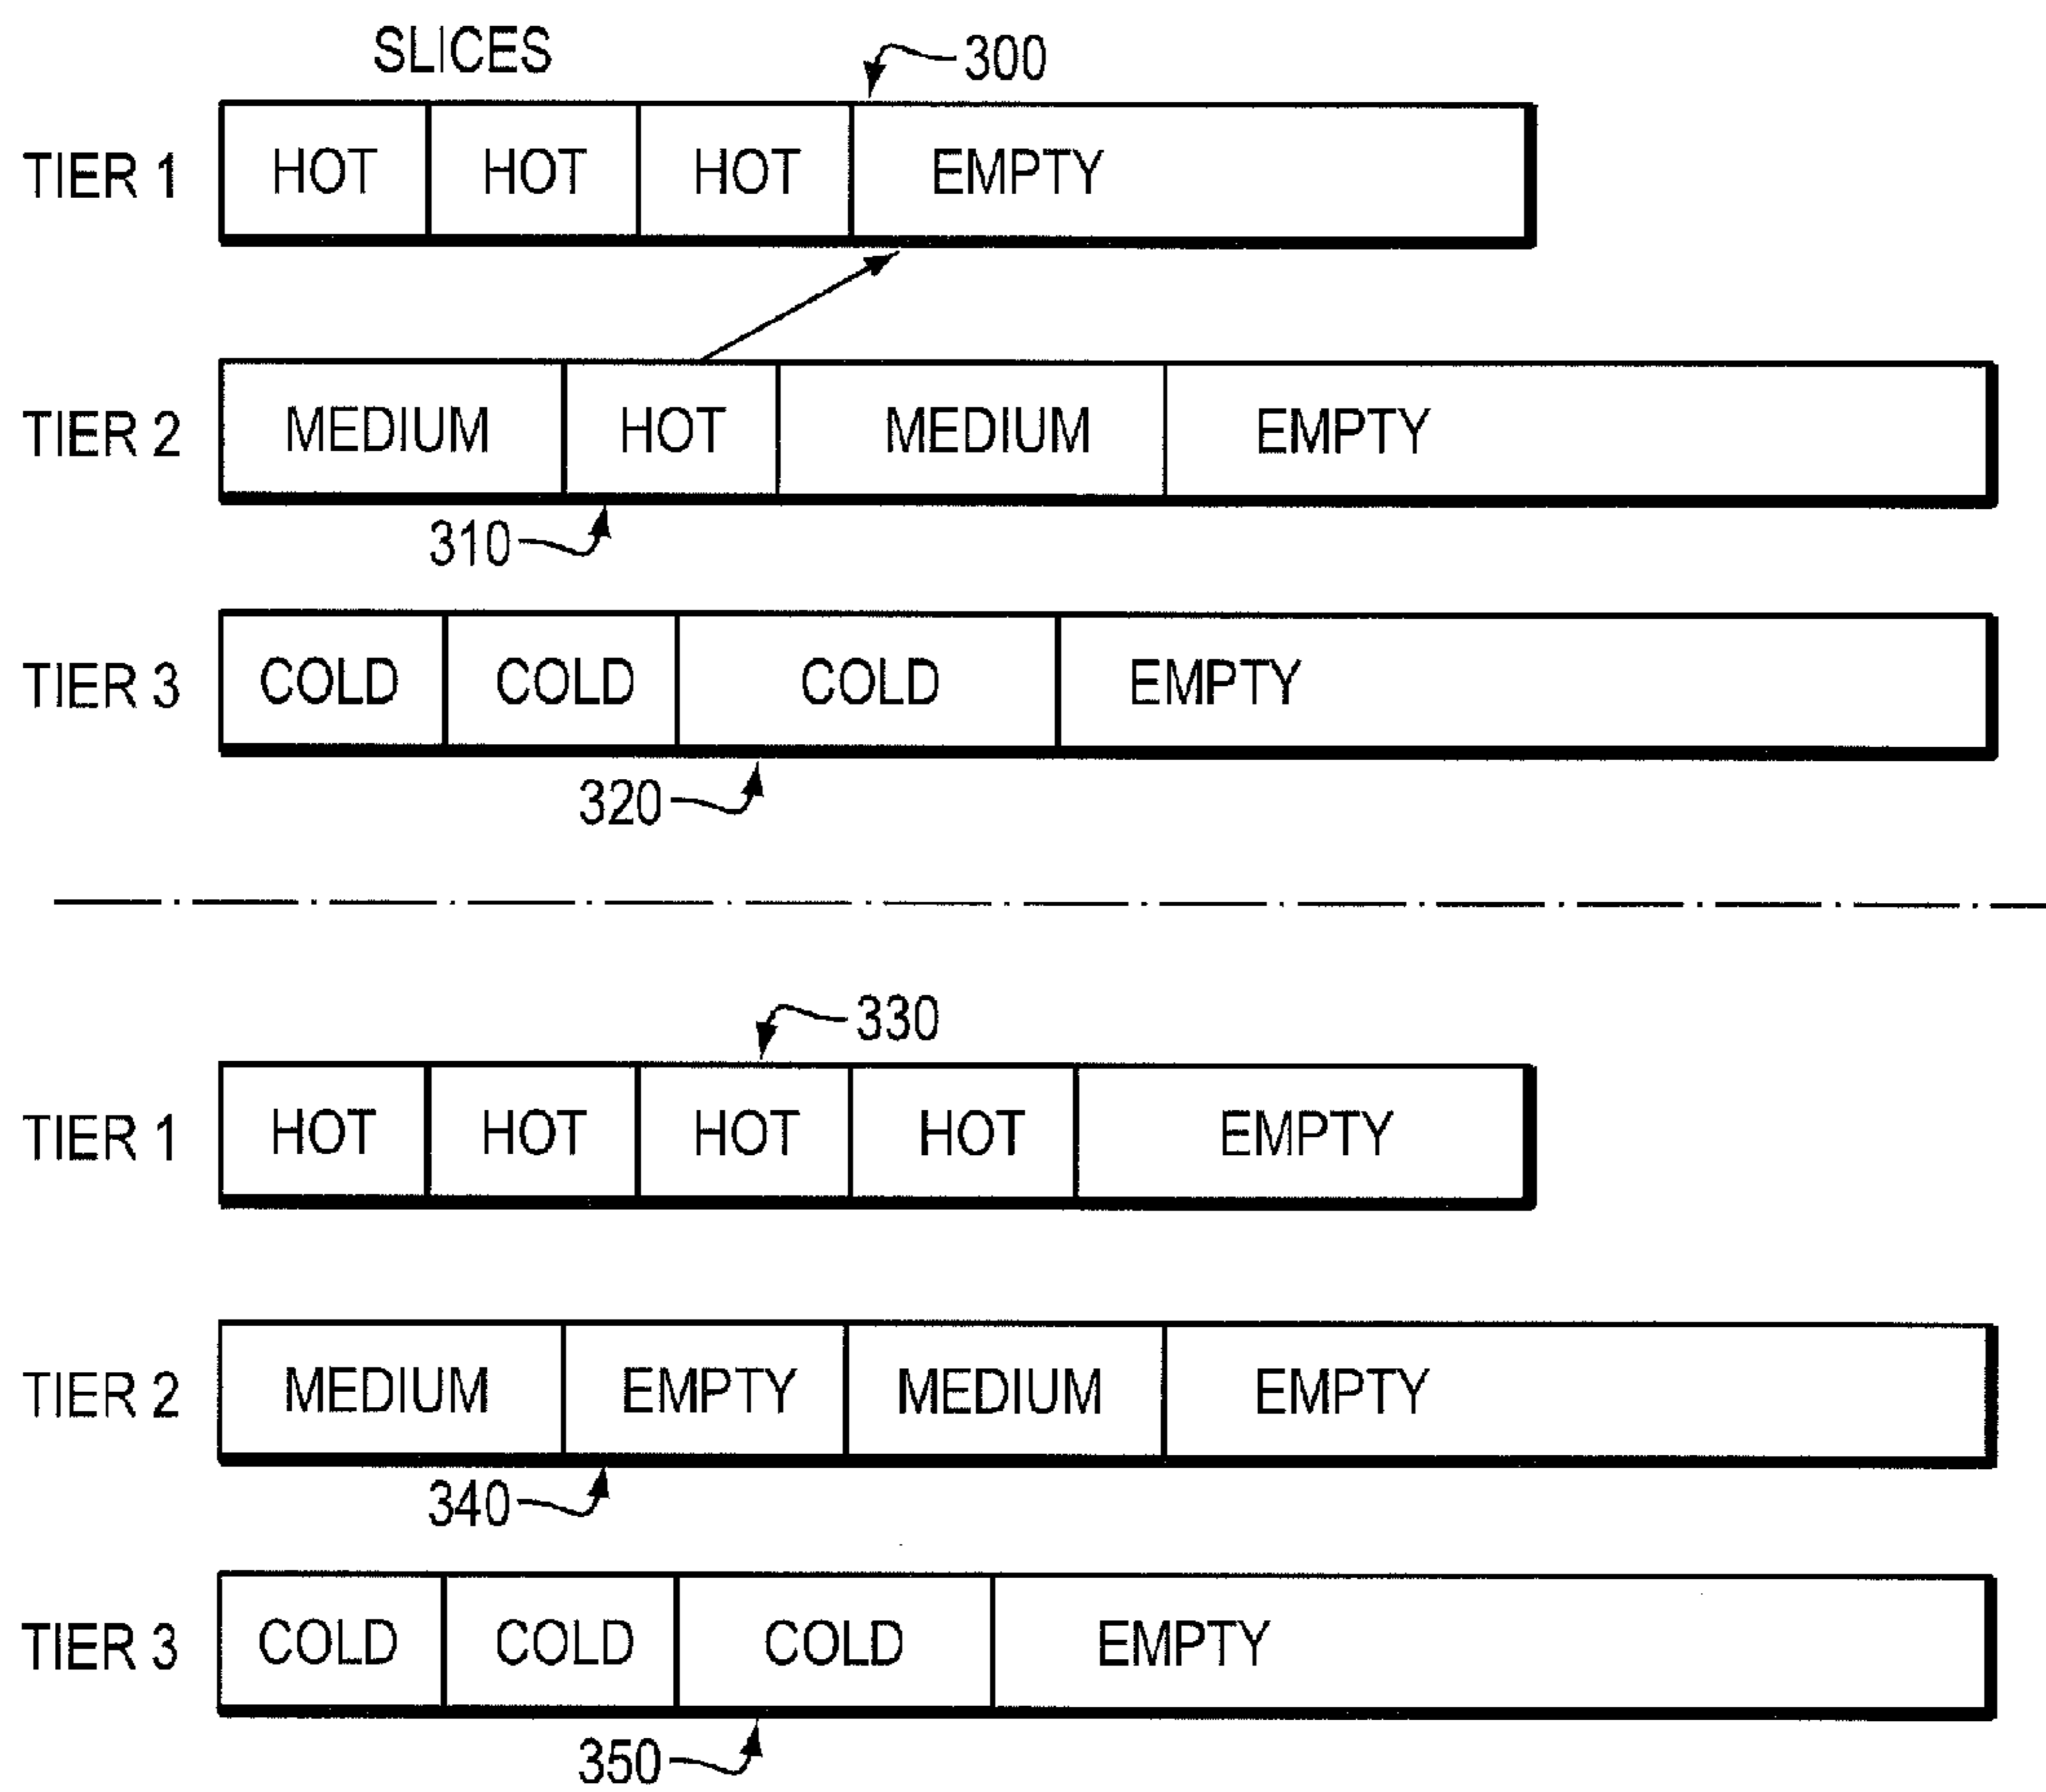 SLICES
300
TIER 1 HOT HOT HOT EMPTY
TIER 2 MEDIUM HOT MEDIUM EMPTY
310
TIER 3 COLD COLD COLD EMPTY
320
330
TIER 1 HOT HOT HOT HOT EMPTY
TIER 2 MEDIUM EMPTY MEDIUM EMPTY
340
TIER 3 COLD COLD COLD EMPTY
350